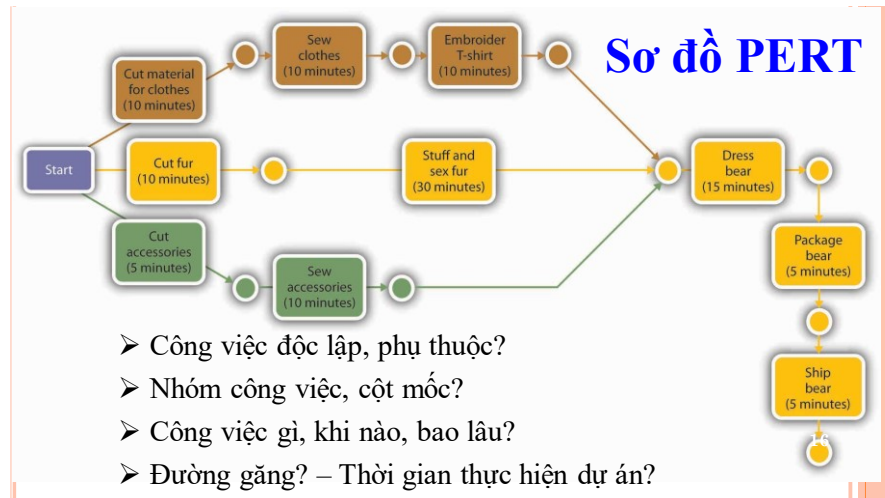 Sơ đồ PERT
Start
Cut material
for clothes
(10 minutes)
Sew
clothes
(10 minutes)
Embroider
T-shirt
(10 minutes)
Cut fur
(10 minutes)
Stuff and
sex fur
(30 minutes)
Dress
bear
(15 minutes)
Cut
accessories
(5 minutes)
Sew
accessories
(10 minutes)
Package
bear
(5 minutes)
Ship
bear
(5 minutes)
➢ Công việc độc lập, phụ thuộc?
➢ Nhóm công việc, cột mốc?
➢ Công việc gì, khi nào, bao lâu?
➢ Đường găng? – Thời gian thực hiện dự án?
16